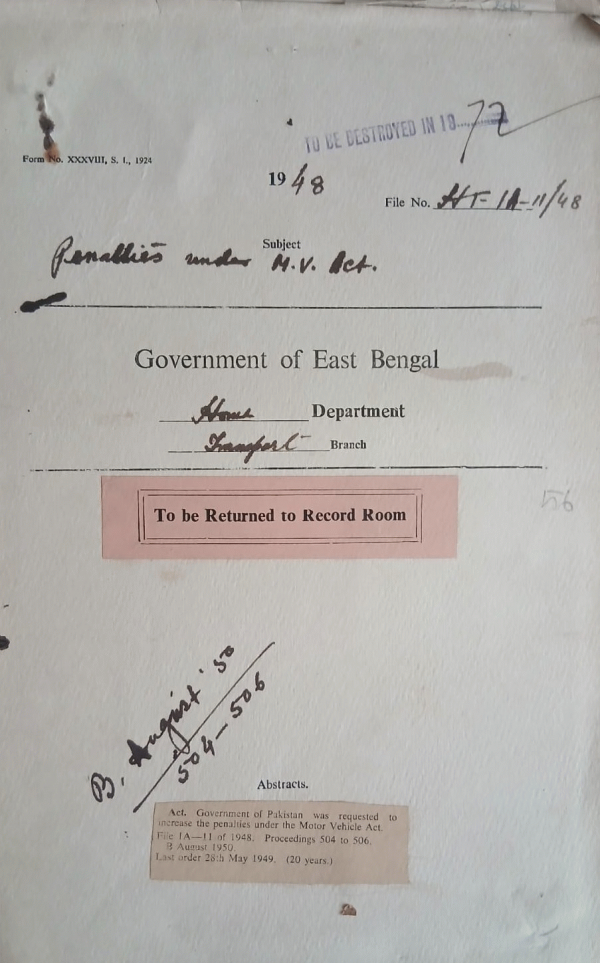 TO BE DESTROYED IN 19......72
Form No. XXXVIII, S. I., 1924
1948
File No. HT-1A-11/48
Subject
Penalties under M.V. Act.
Government of East Bengal
Home Department
Transport Branch
56
To be Returned to Record Room
B. August '50
504-506
Abstracts.
Act. Government of Pakistan was requested to
increase the penalties under the Motor Vehicle Act.
File 1A—11 of 1948. Proceedings 504 to 506.
B August 1950.
Last order 28th May 1949. (20 years.)